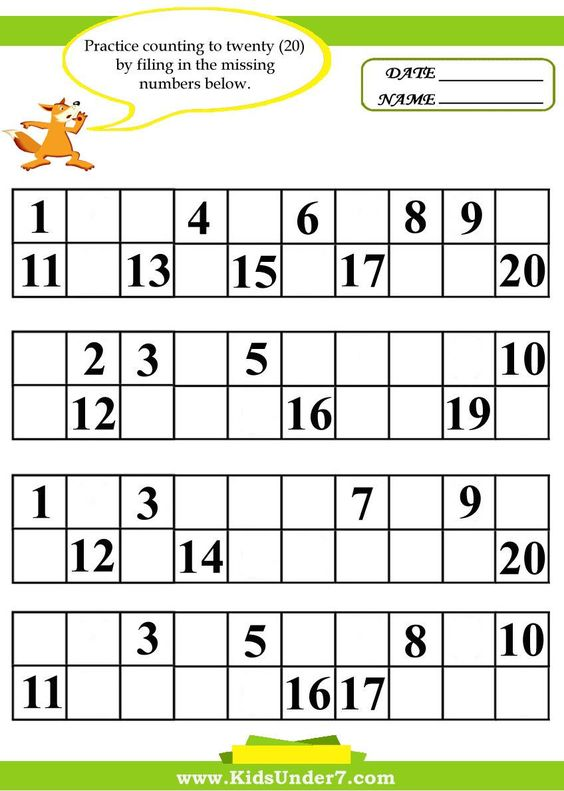 Practice counting to twenty (20)
by filing in the missing
numbers below.
DATE
NAME
1 4 6 8 9
11 13 15 17 20
2 3 5 10
12 16 19
1 3 7 9
12 14 20
3 5 8 10
11 16 17
www.KidsUnder7.com